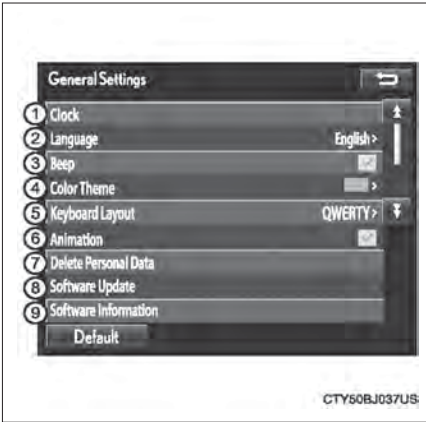 General Settings
① Clock
② Language English >
③ Beep
④ Color Theme >
⑤ Keyboard Layout QWERTY >
⑥ Animation
⑦ Delete Personal Data
⑧ Software Update
⑨ Software Information
Default
CTY50BJ037US